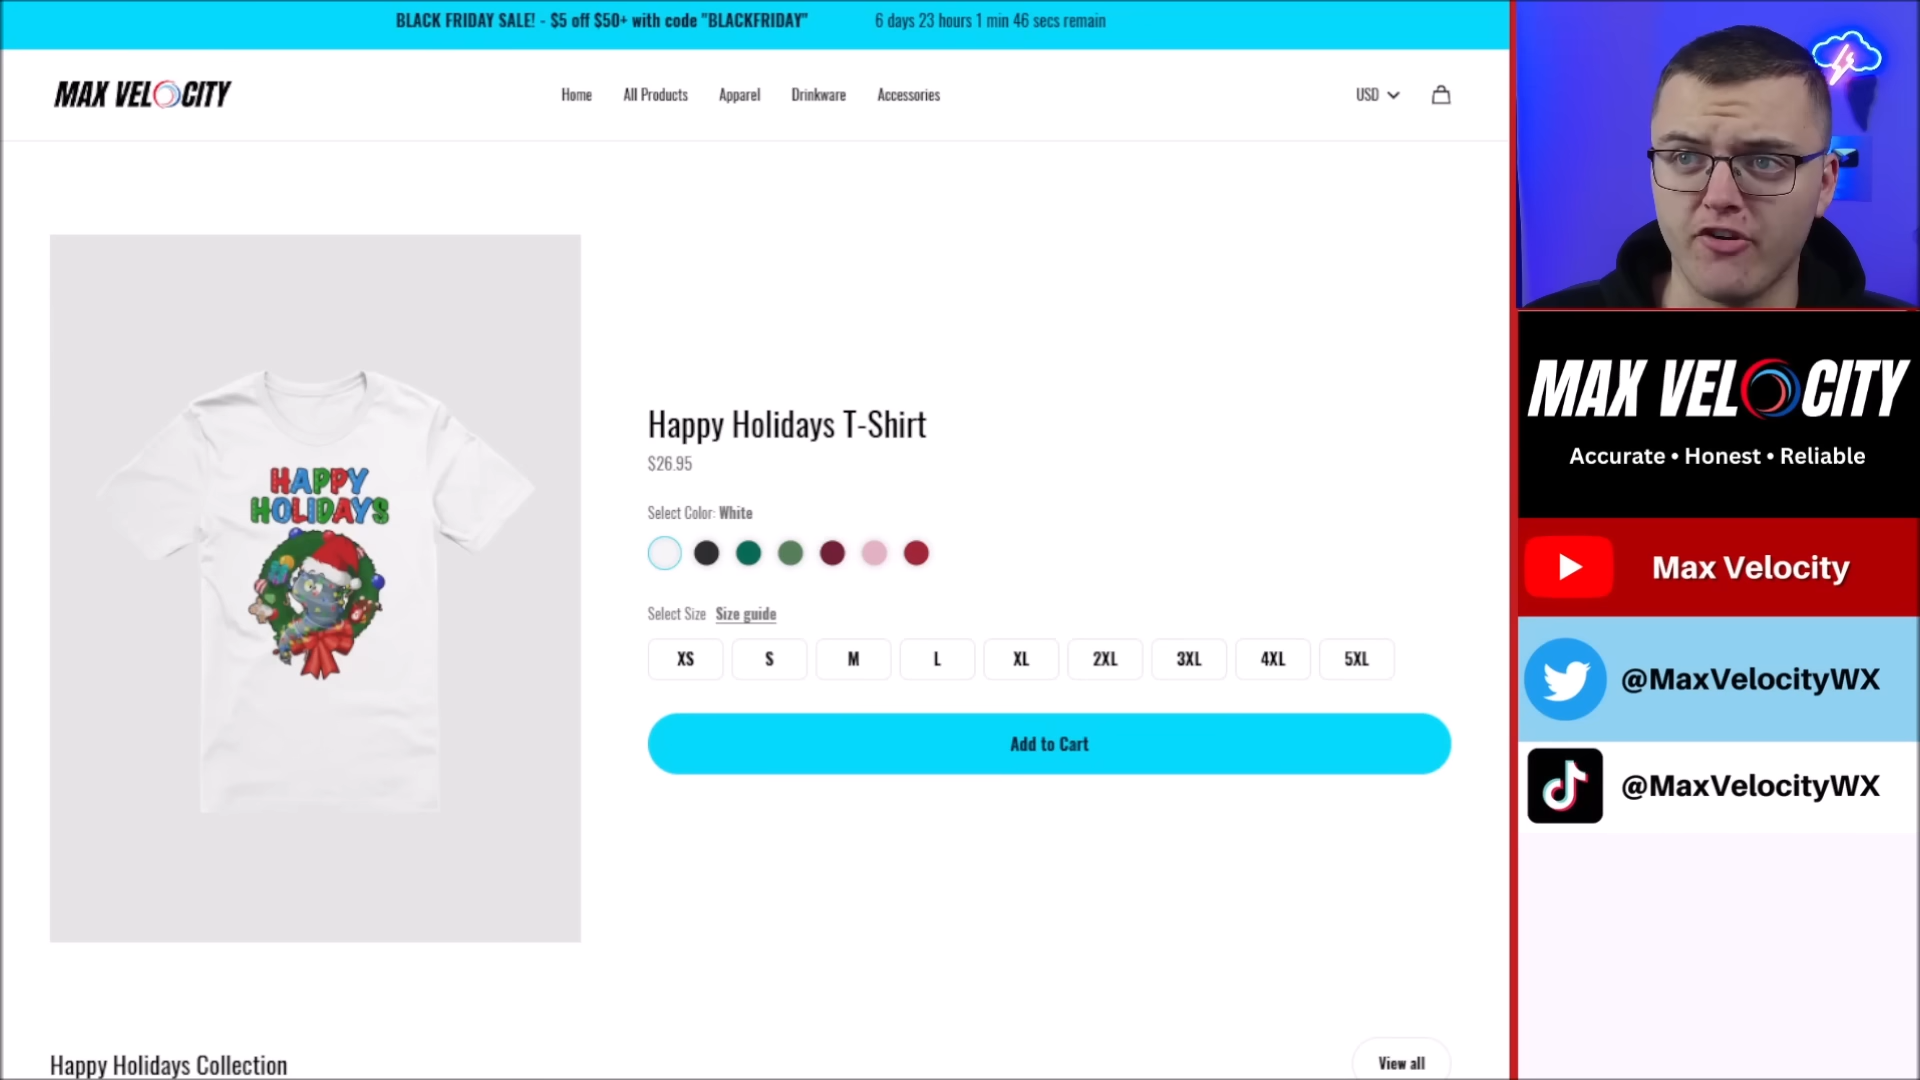 BLACK FRIDAY SALE! - $5 off $50+ with code "BLACKFRIDAY" 6 days 23 hours 1 min 46 secs remain
MAX VELOCITY
Home All Products Apparel Drinkware Accessories
USD
HAPPY
HOLIDAYS
Happy Holidays T-Shirt
$26.95
Select Color: White
Select Size Size guide
XS S M L XL 2XL 3XL 4XL 5XL
Add to Cart
Happy Holidays Collection
View all
MAX VELOCITY
Accurate • Honest • Reliable
Max Velocity
@MaxVelocityWX
@MaxVelocityWX